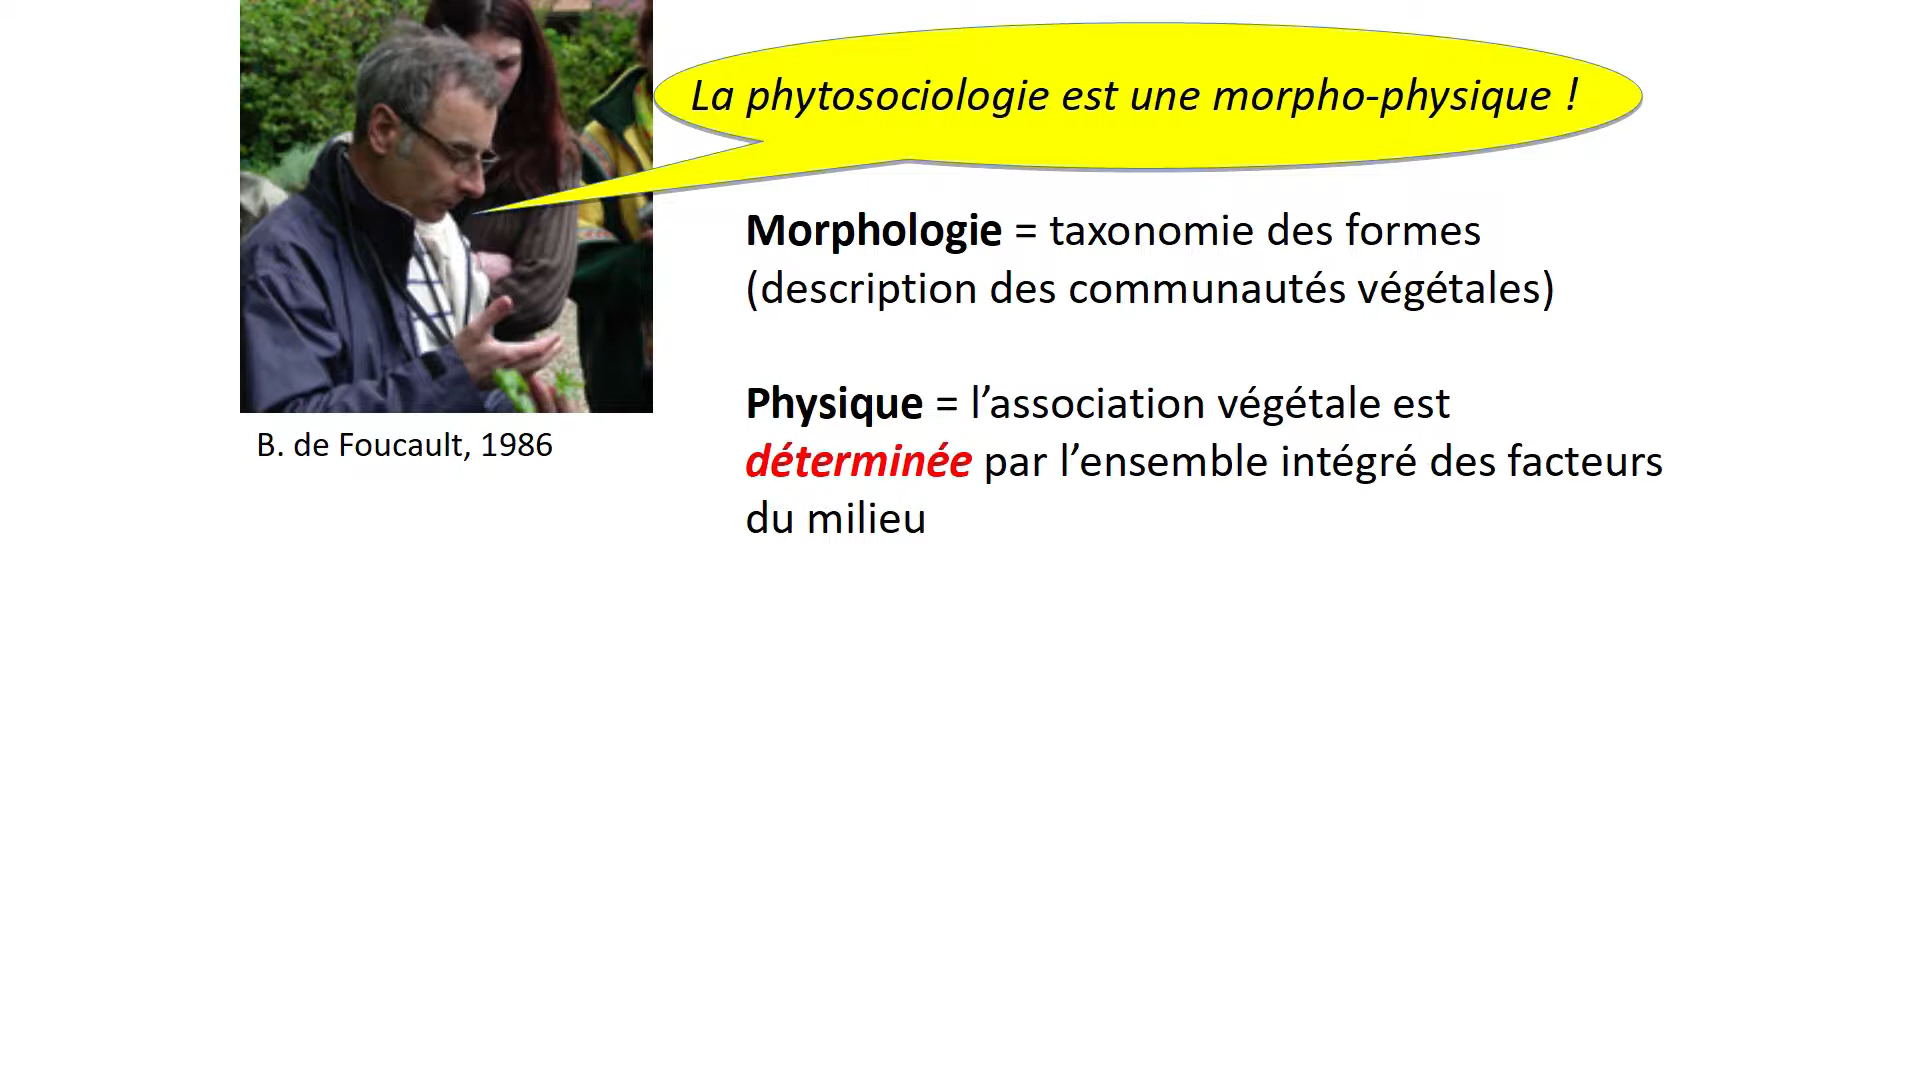 La phytosociologie est une morpho-physique !
Morphologie = taxonomie des formes
(description des communautés végétales)
Physique = l’association végétale est
déterminée par l’ensemble intégré des facteurs
du milieu
B. de Foucault, 1986